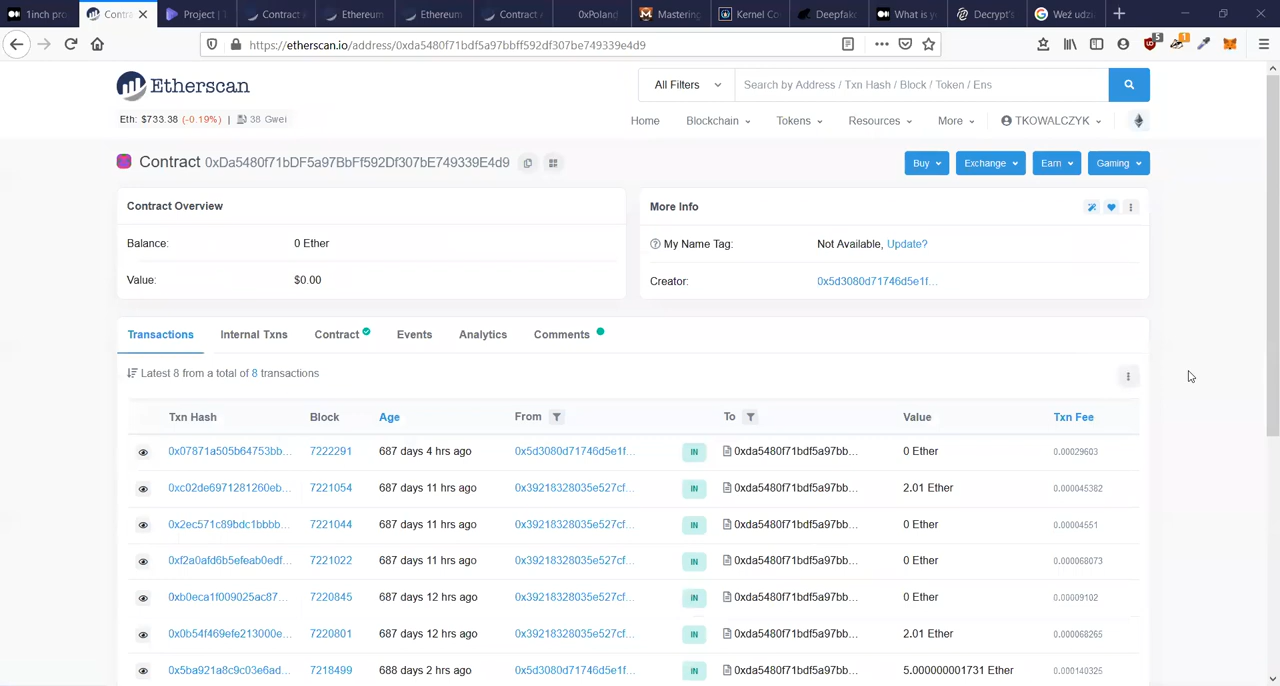 1inch pro
Contra
Project | T
Contract
Ethereum
Ethereum
Contract
0xPoland
Mastering
Kernel Co
Deepfake
What is y
Decrypt's
Weź udzi
https://etherscan.io/address/0xda5480f71bdf5a97bbff592df307be749339e4d9
5
1
Etherscan
All Filters
Search by Address / Txn Hash / Block / Token / Ens
Eth: $733.38 (-0.19%) | 38 Gwei
Home
Blockchain
Tokens
Resources
More
TKOWALCZYK
Contract 0xDa5480f71bDF5a97BbFf592Df307bE749339E4d9
Buy
Exchange
Earn
Gaming
Contract Overview
Balance: 0 Ether
Value: $0.00
More Info
My Name Tag: Not Available, Update?
Creator: 0x5d3080d71746d5e1f...
Transactions
Internal Txns
Contract
Events
Analytics
Comments
Latest 8 from a total of 8 transactions
Txn Hash Block Age From To Value Txn Fee
0x07871a505b64753bb... 7222291 687 days 4 hrs ago 0x5d3080d71746d5e1f... IN 0xda5480f71bdf5a97bb... 0 Ether 0.00029603
0xc02de6971281260eb... 7221054 687 days 11 hrs ago 0x39218328035e527cf... IN 0xda5480f71bdf5a97bb... 2.01 Ether 0.000045382
0x2ec571c89bdc1bbbb... 7221044 687 days 11 hrs ago 0x39218328035e527cf... IN 0xda5480f71bdf5a97bb... 0 Ether 0.00004551
0xf2a0afd6b5efeab0edf... 7221022 687 days 11 hrs ago 0x39218328035e527cf... IN 0xda5480f71bdf5a97bb... 0 Ether 0.000068073
0xb0eca1f009025ac87... 7220845 687 days 12 hrs ago 0x39218328035e527cf... IN 0xda5480f71bdf5a97bb... 0 Ether 0.00009102
0x0b54f469efe213000e... 7220801 687 days 12 hrs ago 0x39218328035e527cf... IN 0xda5480f71bdf5a97bb... 2.01 Ether 0.000068265
0x5ba921a8c9c03e6ad... 7218499 688 days 2 hrs ago 0x5d3080d71746d5e1f... IN 0xda5480f71bdf5a97bb... 5.000000001731 Ether 0.000140325